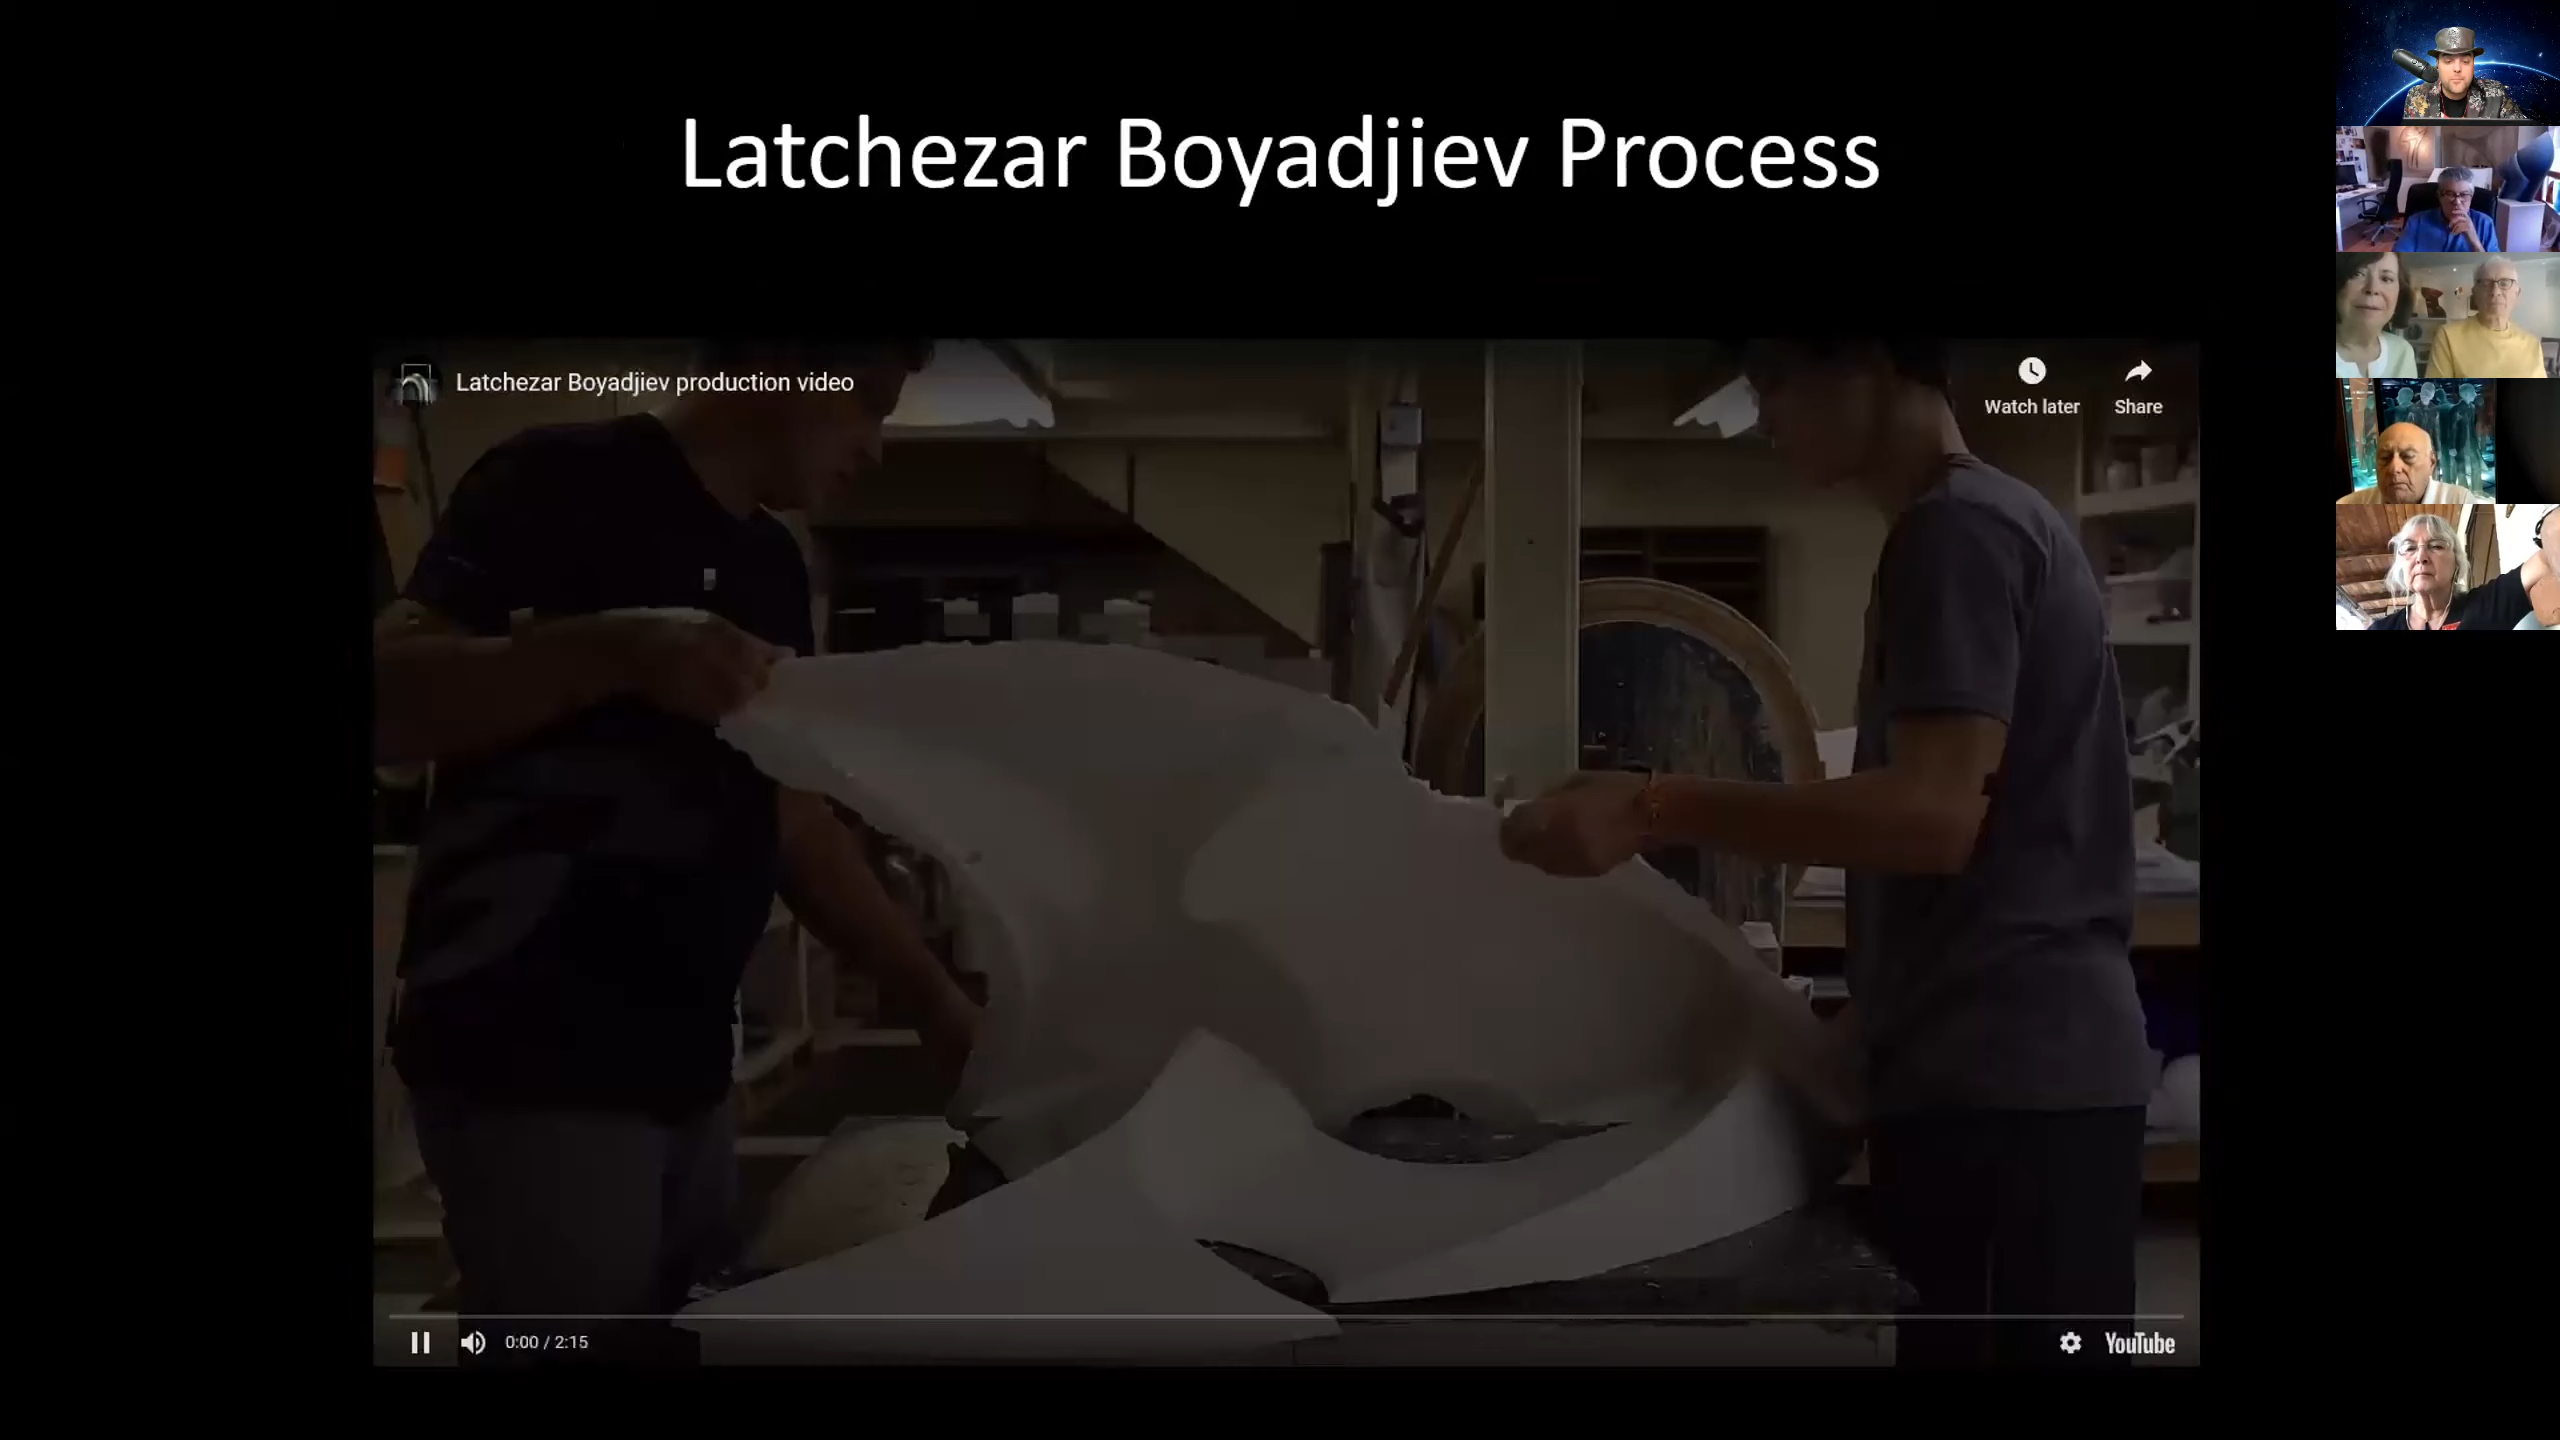 Latchezar Boyadjiev Process
Latchezar Boyadjiev production video
Watch later
Share
0:00 / 2:15
YouTube